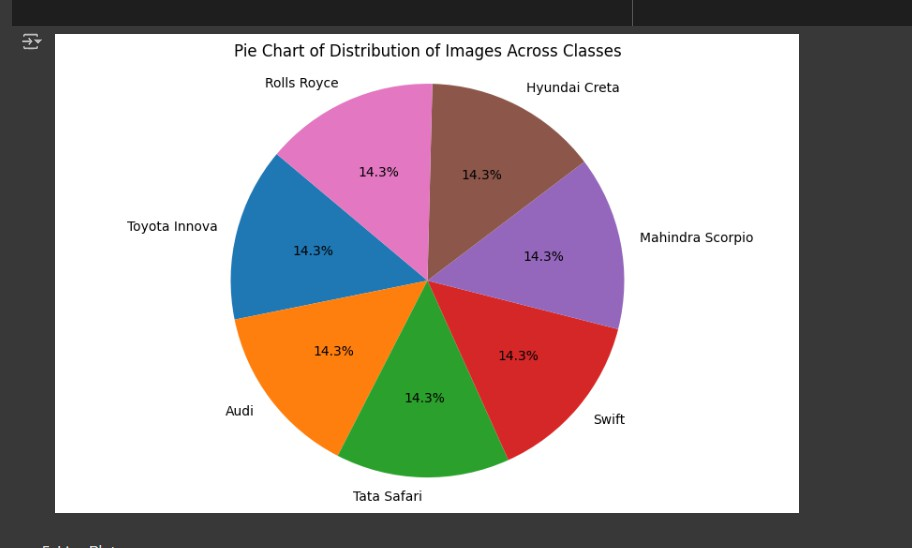 Pie Chart of Distribution of Images Across Classes
Rolls Royce
Hyundai Creta
14.3%
14.3%
Toyota Innova
Mahindra Scorpio
14.3%
14.3%
14.3%
14.3%
14.3%
Audi
Swift
Tata Safari